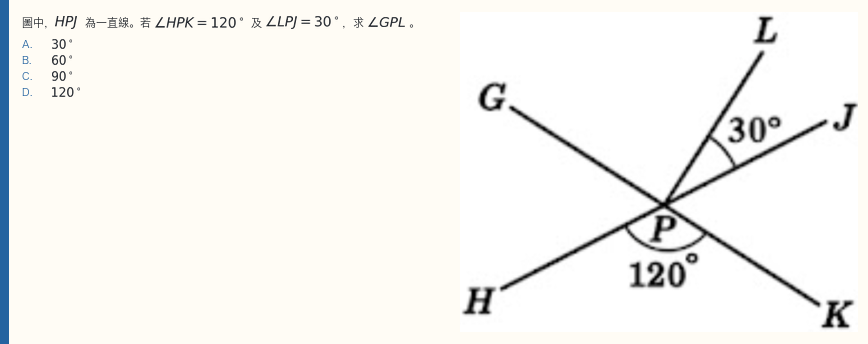 圖中, HPJ 為一直線。若 ∠HPK = 120° 及 ∠LPJ = 30°, 求 ∠GPL 。
A. 30°
B. 60°
C. 90°
D. 120°
L
G
J
30°
P
120°
H
K